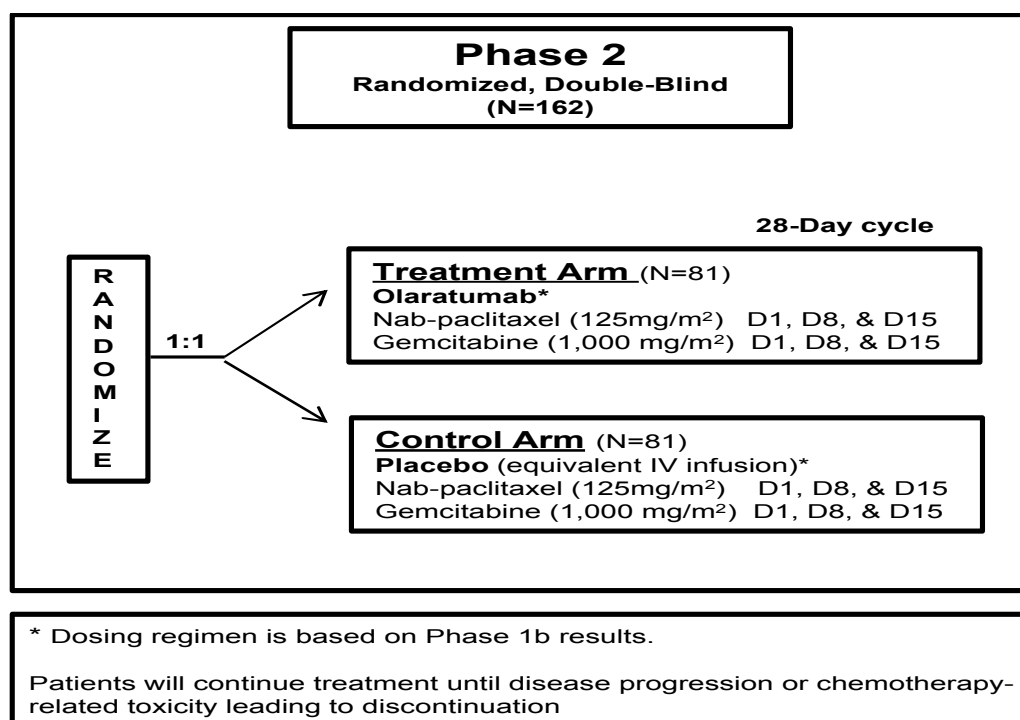 Phase 2
Randomized, Double-Blind
(N=162)
28-Day cycle
RANDOMIZE
1:1
Treatment Arm (N=81)
Olaratumab*
Nab-paclitaxel (125mg/m²) D1, D8, & D15
Gemcitabine (1,000 mg/m²) D1, D8, & D15
Control Arm (N=81)
Placebo (equivalent IV infusion)*
Nab-paclitaxel (125mg/m²) D1, D8, & D15
Gemcitabine (1,000 mg/m²) D1, D8, & D15
* Dosing regimen is based on Phase 1b results.
Patients will continue treatment until disease progression or chemotherapy-
related toxicity leading to discontinuation